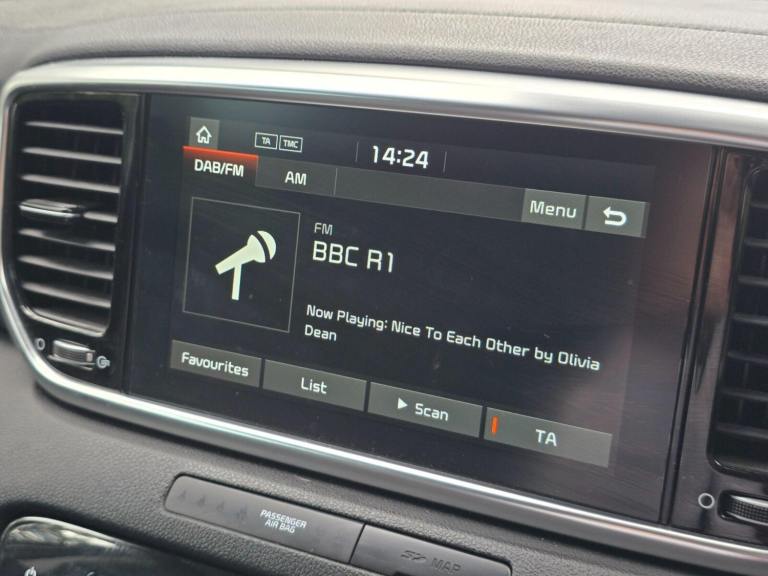 TA TMC
14:24
DAB/FM
AM
Menu
FM
BBC R1
Now Playing: Nice To Each Other by Olivia
Dean
Favourites
List
Scan
TA
PASSENGER
AIR BAG
SD MAP